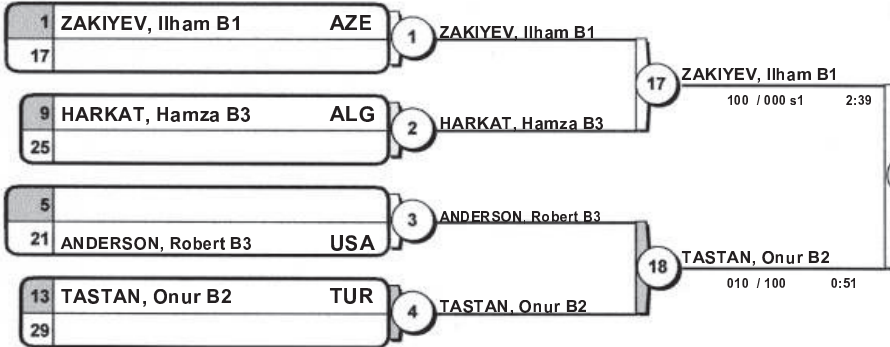 1 ZAKIYEV, Ilham B1 AZE
17
1
ZAKIYEV, Ilham B1
9 HARKAT, Hamza B3 ALG
25
2
HARKAT, Hamza B3
17
ZAKIYEV, Ilham B1
100 / 000 s1 2:39
5
21 ANDERSON, Robert B3 USA
3
ANDERSON, Robert B3
13 TASTAN, Onur B2 TUR
29
4
TASTAN, Onur B2
18
TASTAN, Onur B2
010 / 100 0:51